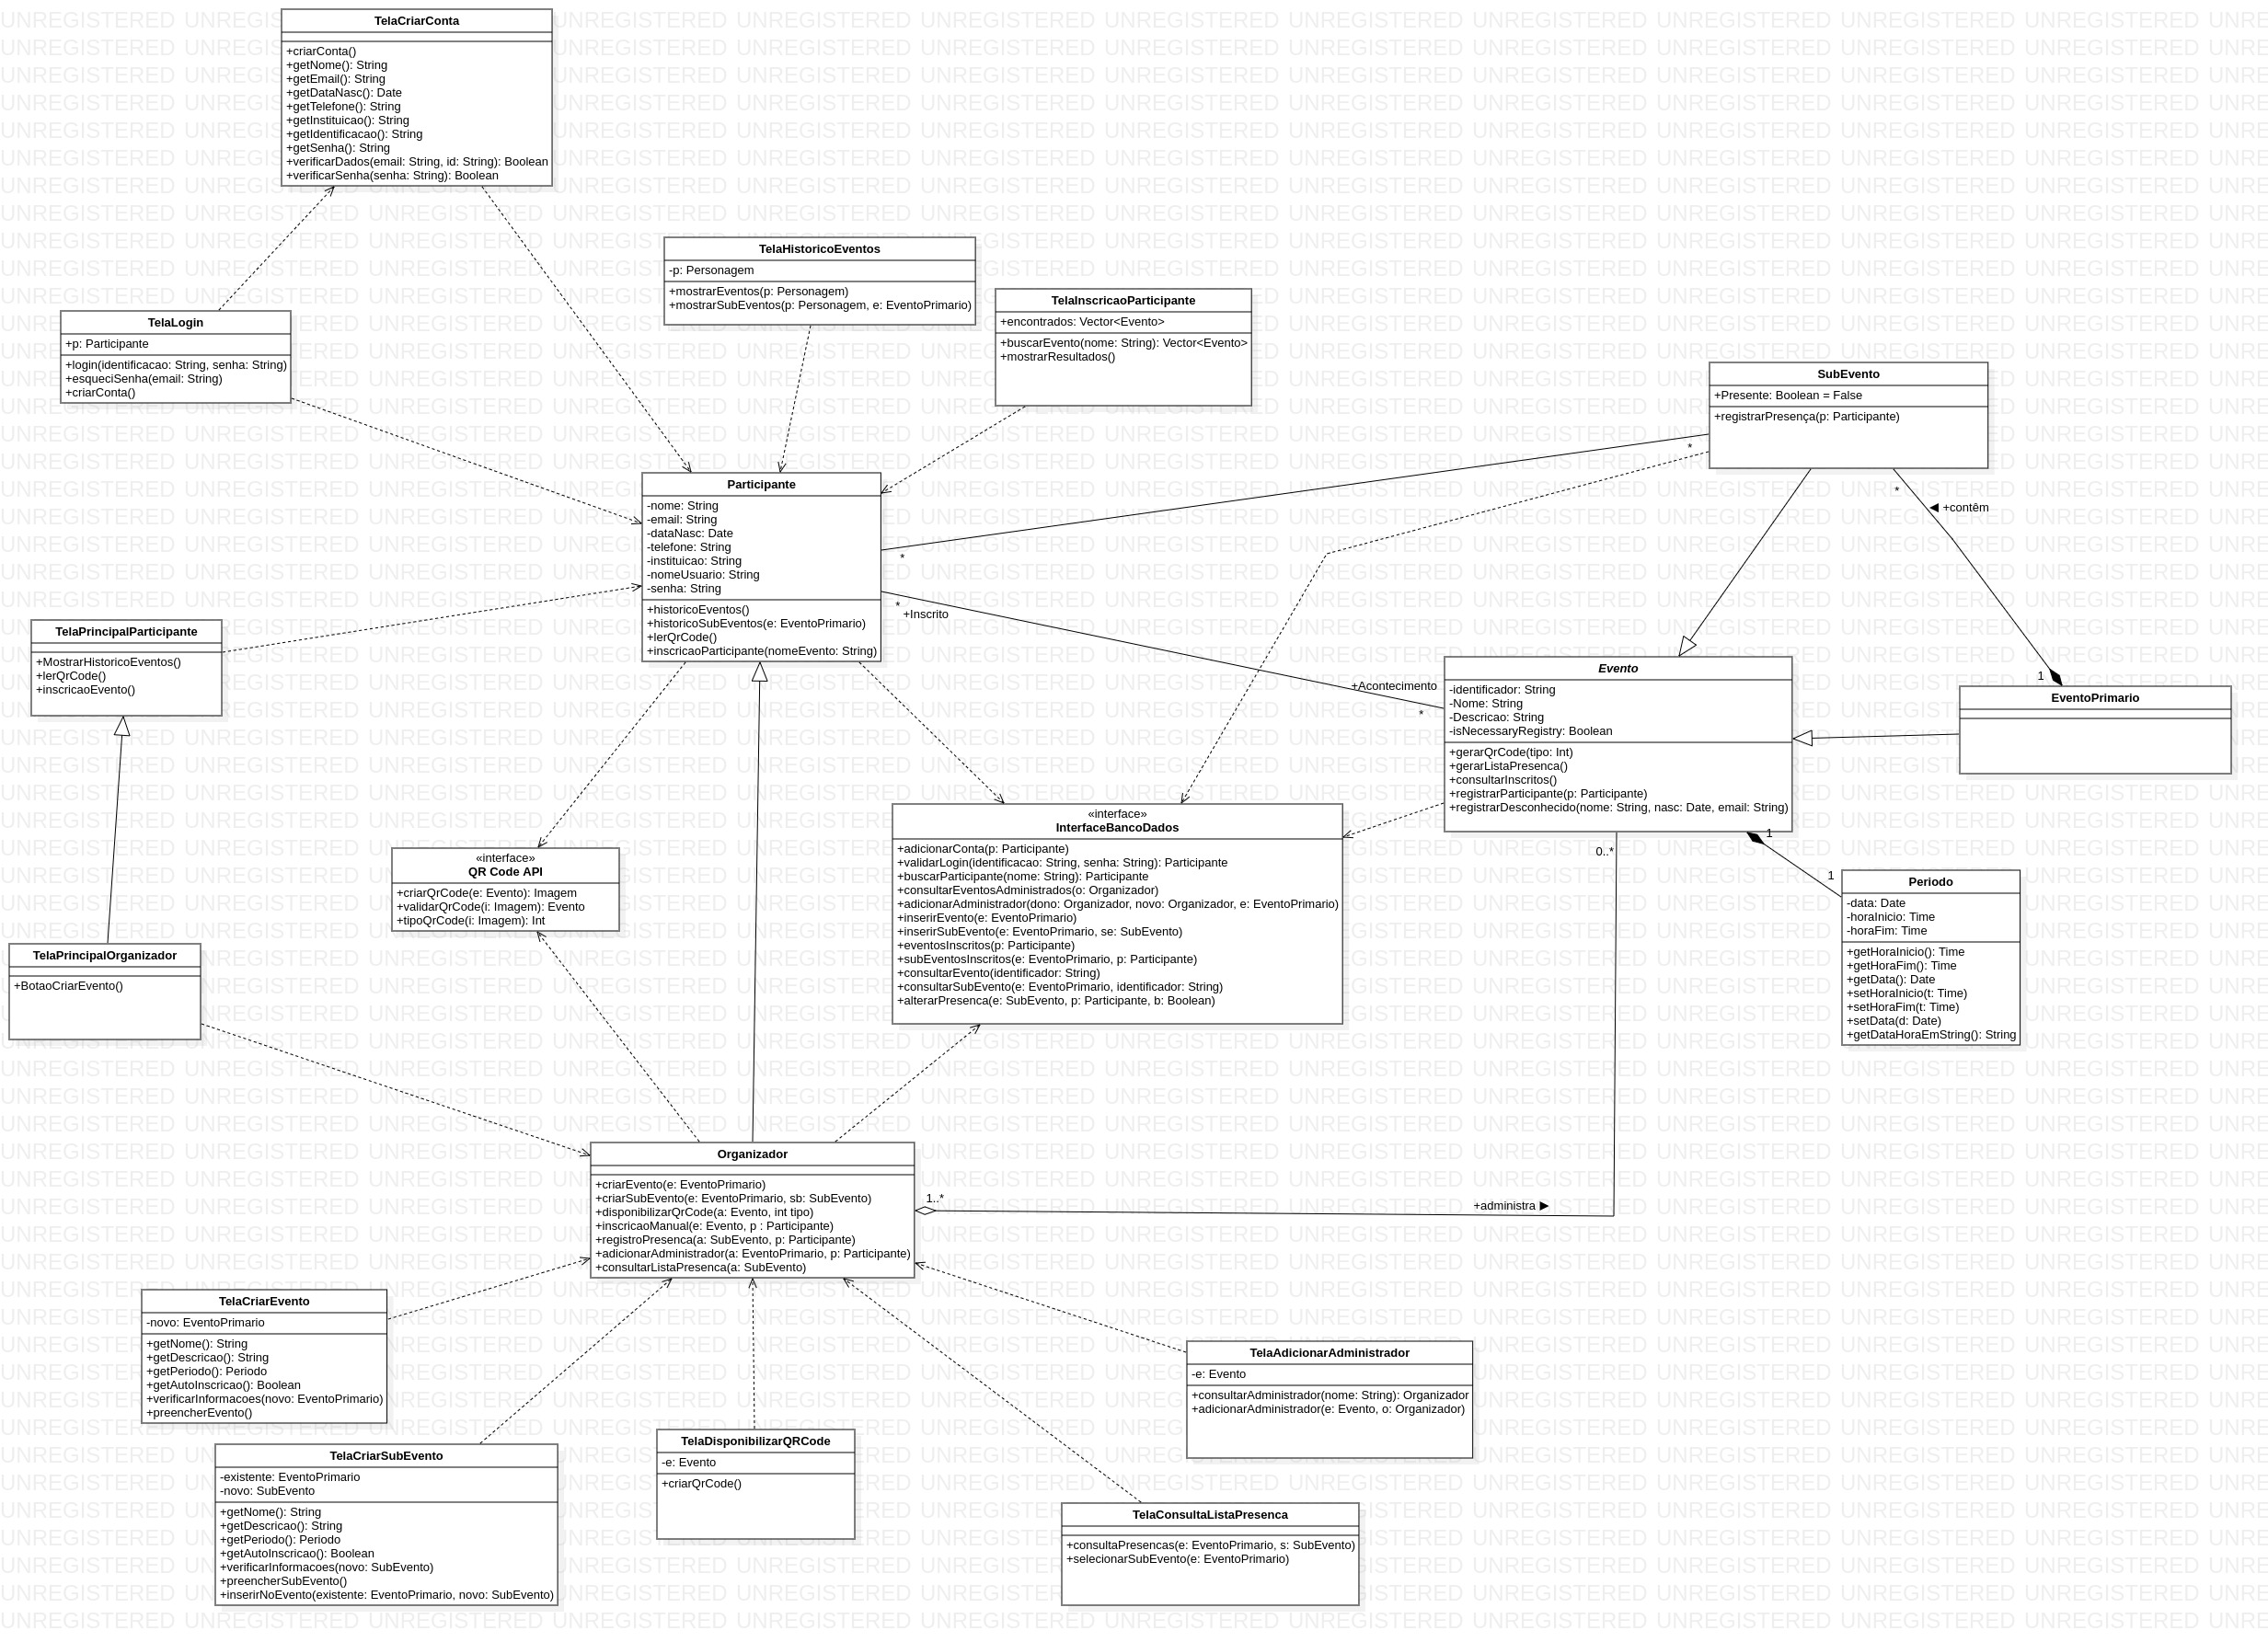 TelaCriarConta
+criarConta()
+getNome(): String
+getEmail(): String
+getDataNasc(): Date
+getTelefone(): String
+getInstituicao(): String
+getIdentificacao(): String
+getSenha(): String
+verificarDados(email: String, id: String): Boolean
+verificarSenha(senha: String): Boolean
TelaHistoricoEventos
-p: Personagem
+mostrarEventos(p: Personagem)
+mostrarSubEventos(p: Personagem, e: EventoPrimario)
TelaInscricaoParticipante
+encontrados: Vector<Evento>
+buscarEvento(nome: String): Vector<Evento>
+mostrarResultados()
TelaLogin
+p: Participante
+login(identificacao: String, senha: String)
+esqueciSenha(email: String)
+criarConta()
SubEvento
+Presente: Boolean = False
+registrarPresença(p: Participante)
*
*
◀ +contêm
1
Participante
-nome: String
-email: String
-dataNasc: Date
-telefone: String
-instituicao: String
-nomeUsuario: String
-senha: String
+historicoEventos()
+historicoSubEventos(e: EventoPrimario)
+lerQrCode()
+inscricaoParticipante(nomeEvento: String)
*
*
+Inscrito
+Acontecimento
*
TelaPrincipalParticipante
+MostrarHistoricoEventos()
+lerQrCode()
+inscricaoEvento()
Evento
-identificador: String
-Nome: String
-Descricao: String
-isNecessaryRegistry: Boolean
+gerarQrCode(tipo: Int)
+gerarListaPresenca()
+consultarInscritos()
+registrarParticipante(p: Participante)
+registrarDesconhecido(nome: String, nasc: Date, email: String)
EventoPrimario
1
1
0..*
«interface»
QR Code API
+criarQrCode(e: Evento): Imagem
+validarQrCode(i: Imagem): Evento
+tipoQrCode(i: Imagem): Int
«interface»
InterfaceBancoDados
+adicionarConta(p: Participante)
+validarLogin(identificacao: String, senha: String): Participante
+buscarParticipante(nome: String): Participante
+consultarEventosAdministrados(o: Organizador)
+adicionarAdministrador(dono: Organizador, novo: Organizador, e: EventoPrimario)
+inserirEvento(e: EventoPrimario)
+inserirSubEvento(e: EventoPrimario, se: SubEvento)
+eventosInscritos(p: Participante)
+subEventosInscritos(e: EventoPrimario, p: Participante)
+consultarEvento(identificador: String)
+consultarSubEvento(e: EventoPrimario, identificador: String)
+alterarPresenca(e: SubEvento, p: Participante, b: Boolean)
Periodo
-data: Date
-horaInicio: Time
-horaFim: Time
+getHoraInicio(): Time
+getHoraFim(): Time
+getData(): Date
+setHoraInicio(t: Time)
+setHoraFim(t: Time)
+setData(d: Date)
+getDataHoraEmString(): String
TelaPrincipalOrganizador
+BotaoCriarEvento()
Organizador
+criarEvento(e: EventoPrimario)
+criarSubEvento(e: EventoPrimario, sb: SubEvento)
+disponibilizarQrCode(a: Evento, int tipo)
+inscricaoManual(e: Evento, p : Participante)
+registroPresenca(a: SubEvento, p: Participante)
+adicionarAdministrador(a: EventoPrimario, p: Participante)
+consultarListaPresenca(a: SubEvento)
1..*
+administra ▶
TelaCriarEvento
-novo: EventoPrimario
+getNome(): String
+getDescricao(): String
+getPeriodo(): Periodo
+getAutoInscricao(): Boolean
+verificarInformacoes(novo: EventoPrimario)
+preencherEvento()
TelaAdicionarAdministrador
-e: Evento
+consultarAdministrador(nome: String): Organizador
+adicionarAdministrador(e: Evento, o: Organizador)
TelaCriarSubEvento
-existente: EventoPrimario
-novo: SubEvento
+getNome(): String
+getDescricao(): String
+getPeriodo(): Periodo
+getAutoInscricao(): Boolean
+verificarInformacoes(novo: SubEvento)
+preencherSubEvento()
+inserirNoEvento(existente: EventoPrimario, novo: SubEvento)
TelaDisponibilizarQRCode
-e: Evento
+criarQrCode()
TelaConsultaListaPresenca
+consultaPresencas(e: EventoPrimario, s: SubEvento)
+selecionarSubEvento(e: EventoPrimario)
UNREGISTERED